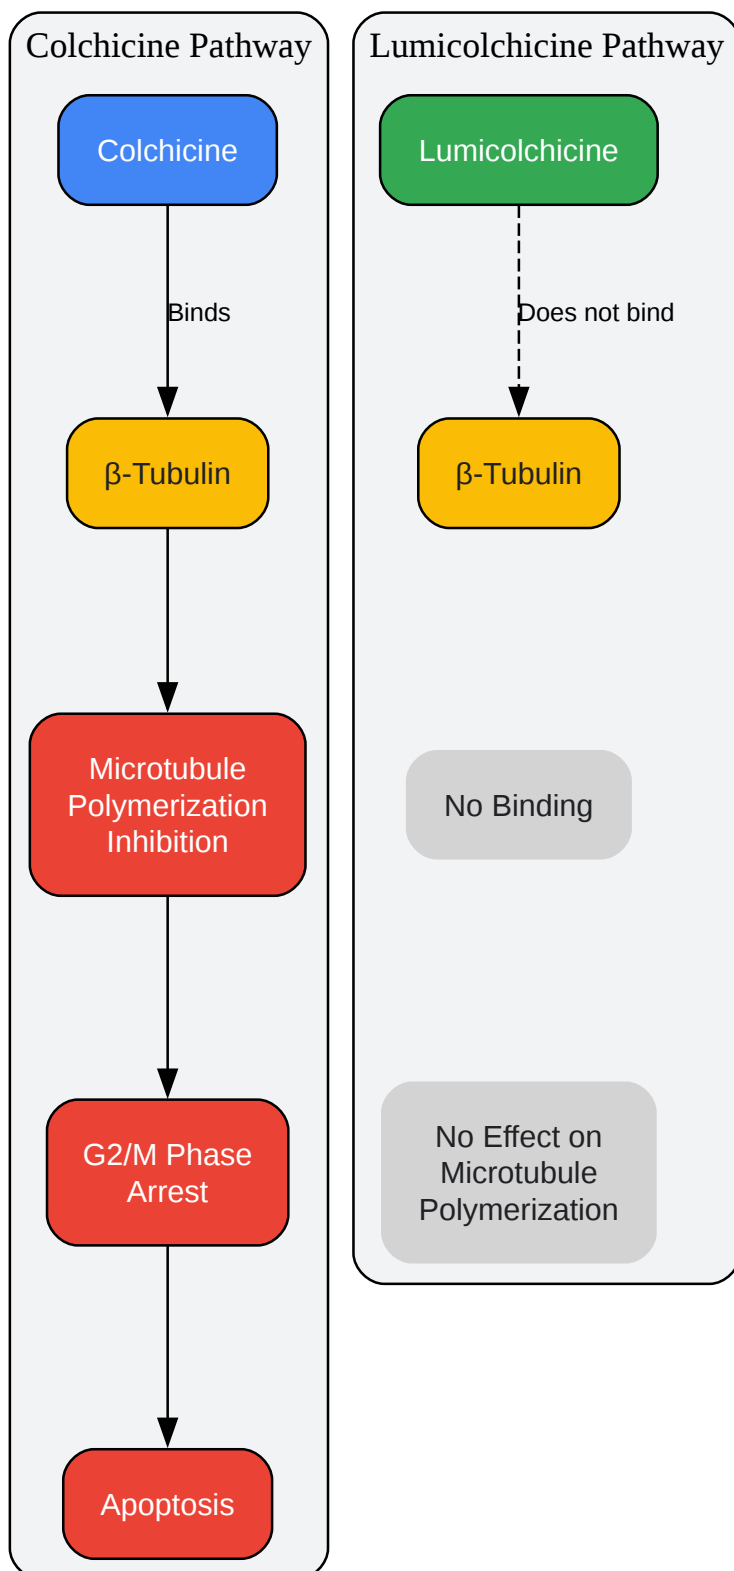 Colchicine Pathway
Colchicine
Binds
β-Tubulin
Microtubule
Polymerization
Inhibition
G2/M Phase
Arrest
Apoptosis
Lumicolchicine Pathway
Lumicolchicine
Does not bind
β-Tubulin
No Binding
No Effect on
Microtubule
Polymerization